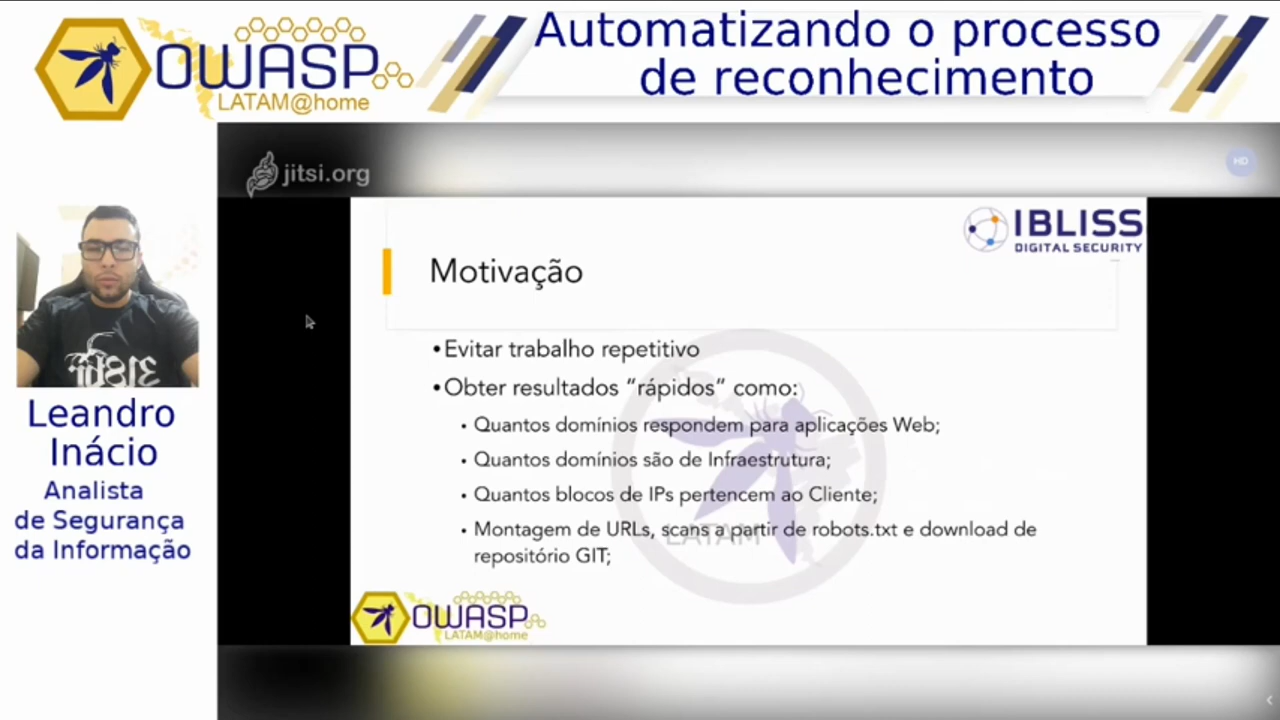 OWASP
LATAM@home
Automatizando o processo
de reconhecimento
jitsi.org
HD
IBLISS
DIGITAL SECURITY
Motivação
•Evitar trabalho repetitivo
•Obter resultados “rápidos” como:
• Quantos domínios respondem para aplicações Web;
• Quantos domínios são de Infraestrutura;
• Quantos blocos de IPs pertencem ao Cliente;
• Montagem de URLs, scans a partir de robots.txt e download de
repositório GIT;
LATAM
OWASP
LATAM@home
Leandro
Inácio
Analista
de Segurança
da Informação